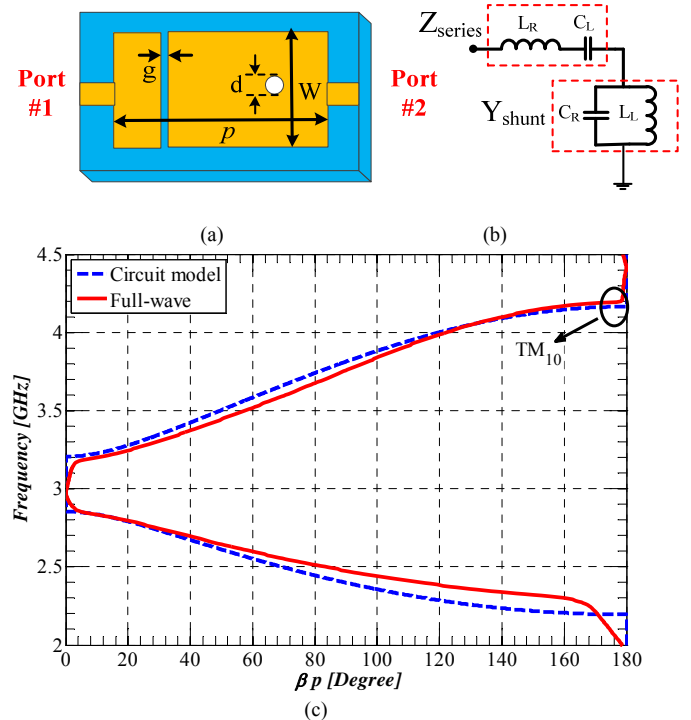 Port #1
g
d
W
p
Port #2
(a)
Z_series
L_R
C_L
Y_shunt
C_R
L_L
(b)
4.5
4
3.5
3
2.5
2
Frequency [GHz]
Circuit model
Full-wave
TM_10
0 20 40 60 80 100 120 140 160 180
β p [Degree]
(c)